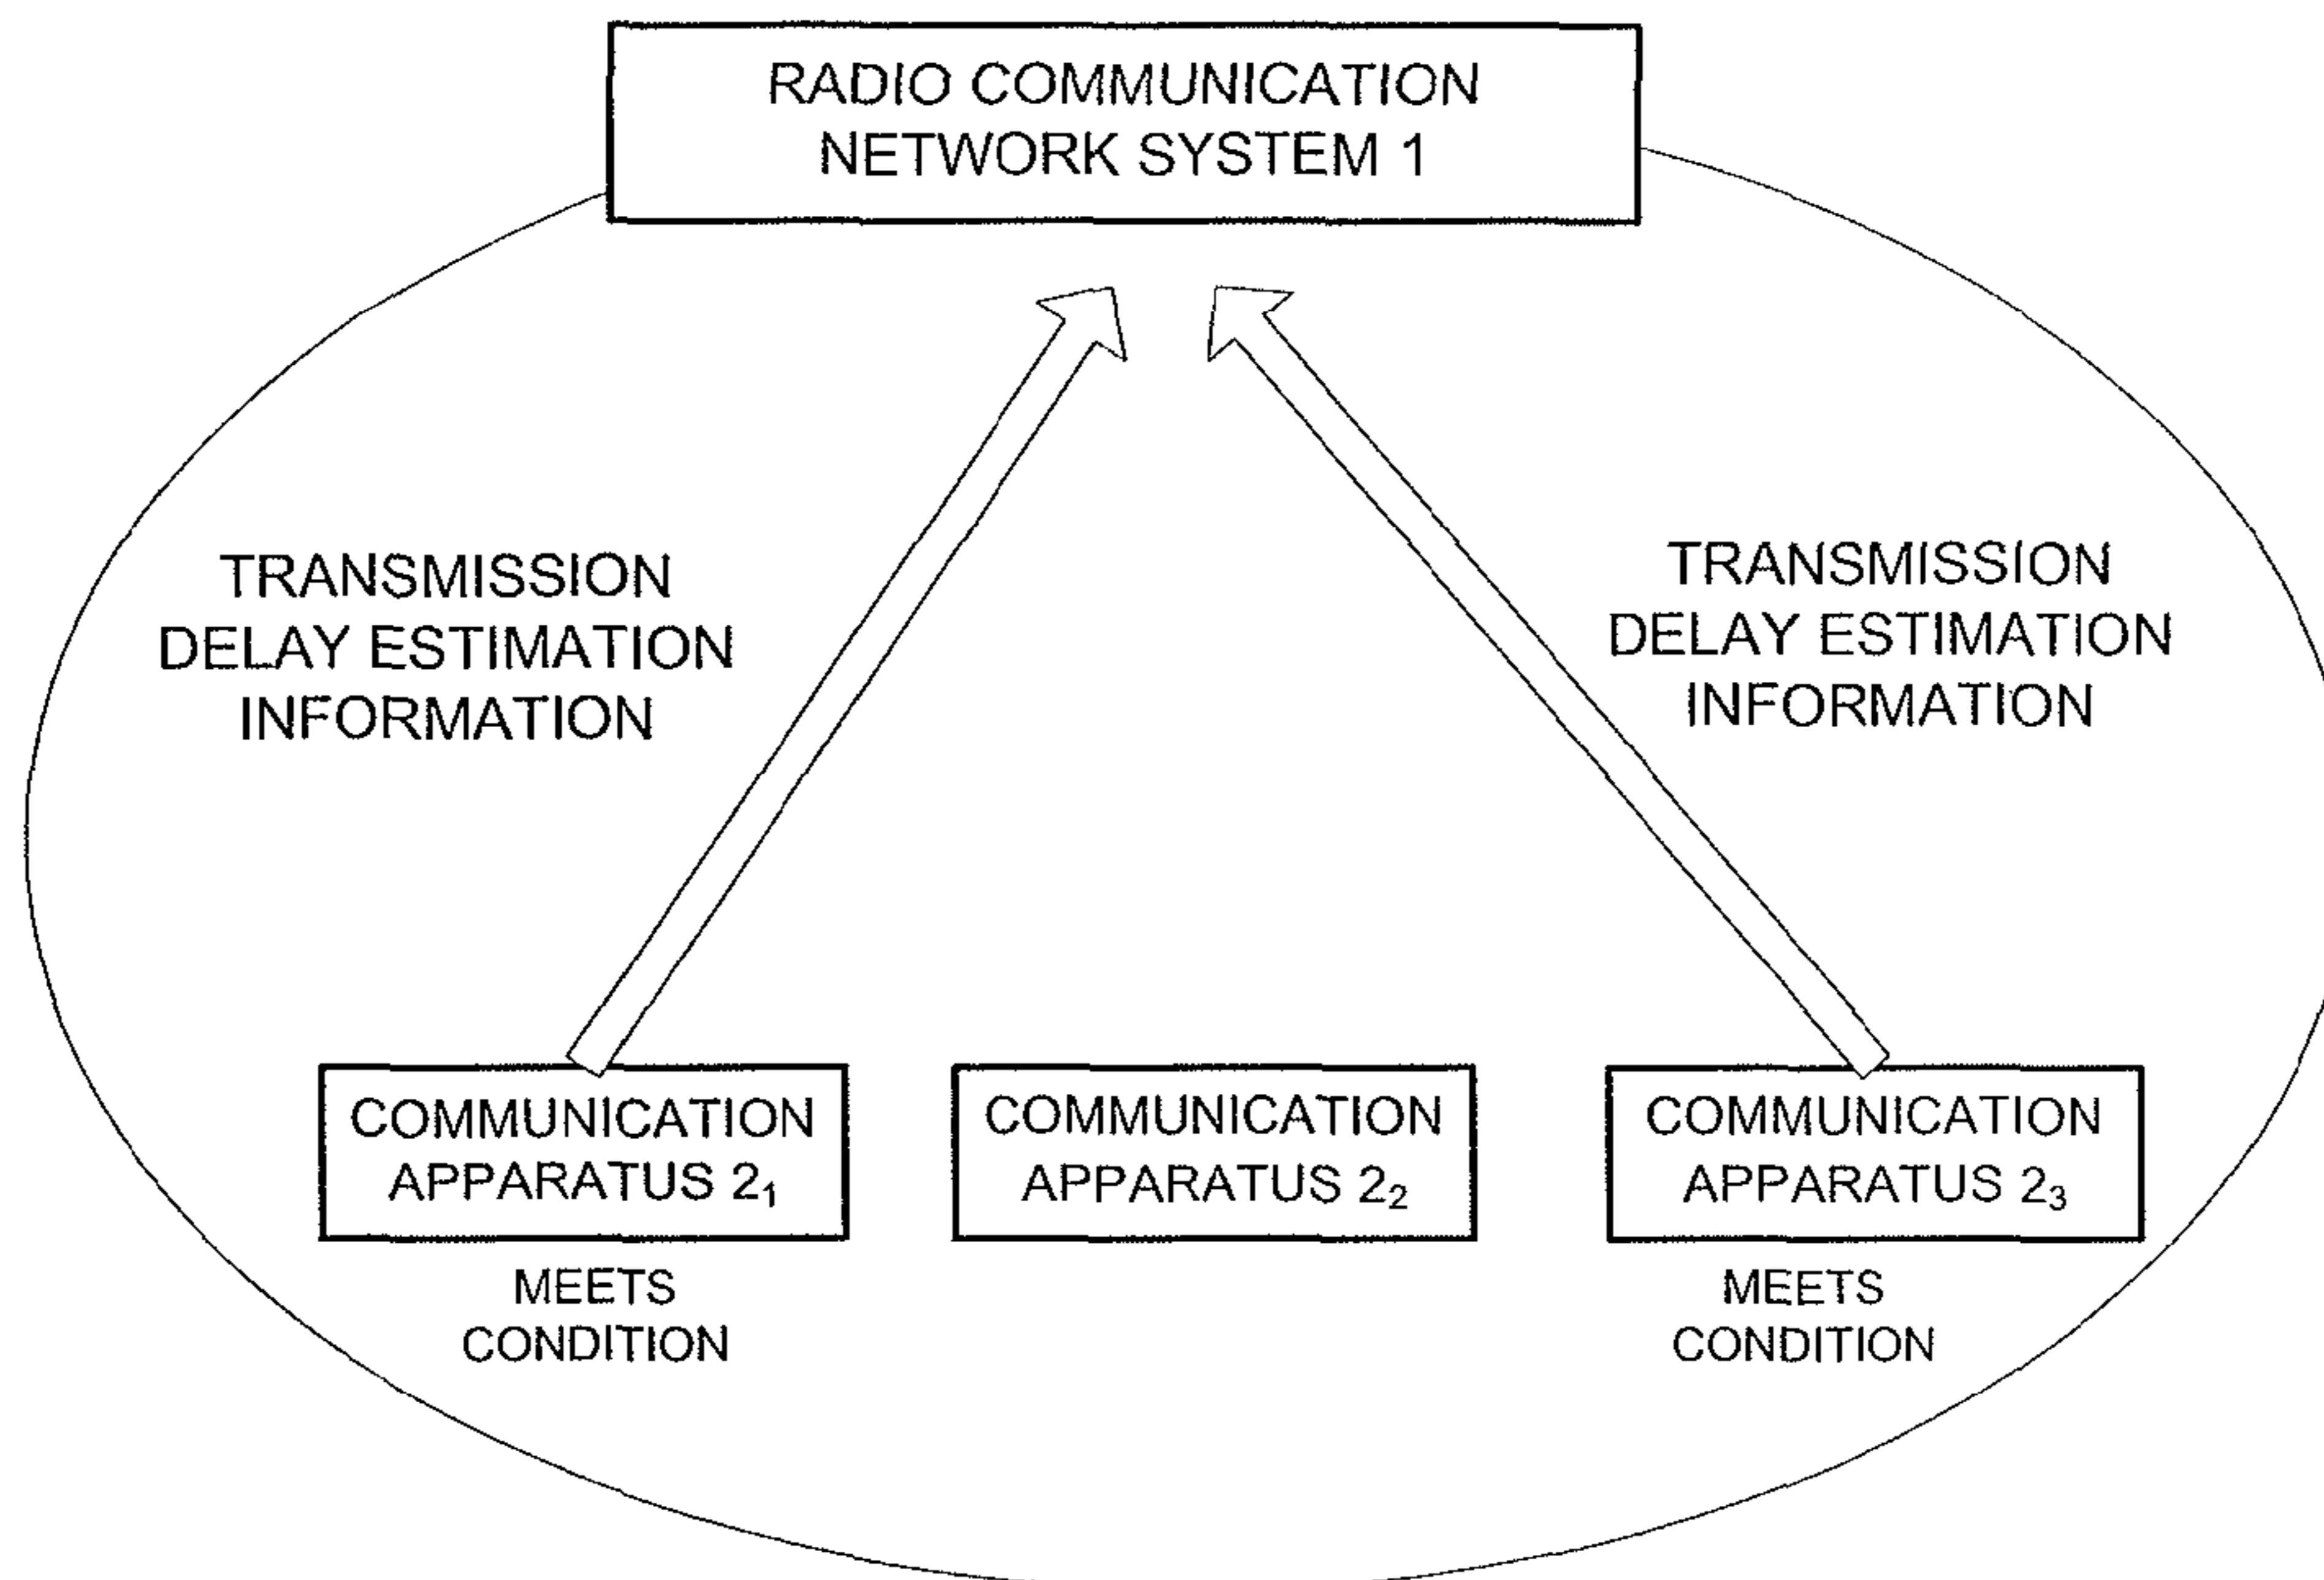 RADIO COMMUNICATION
NETWORK SYSTEM 1
TRANSMISSION
DELAY ESTIMATION
INFORMATION
TRANSMISSION
DELAY ESTIMATION
INFORMATION
COMMUNICATION
APPARATUS 2₁
MEETS
CONDITION
COMMUNICATION
APPARATUS 2₂
COMMUNICATION
APPARATUS 2₃
MEETS
CONDITION